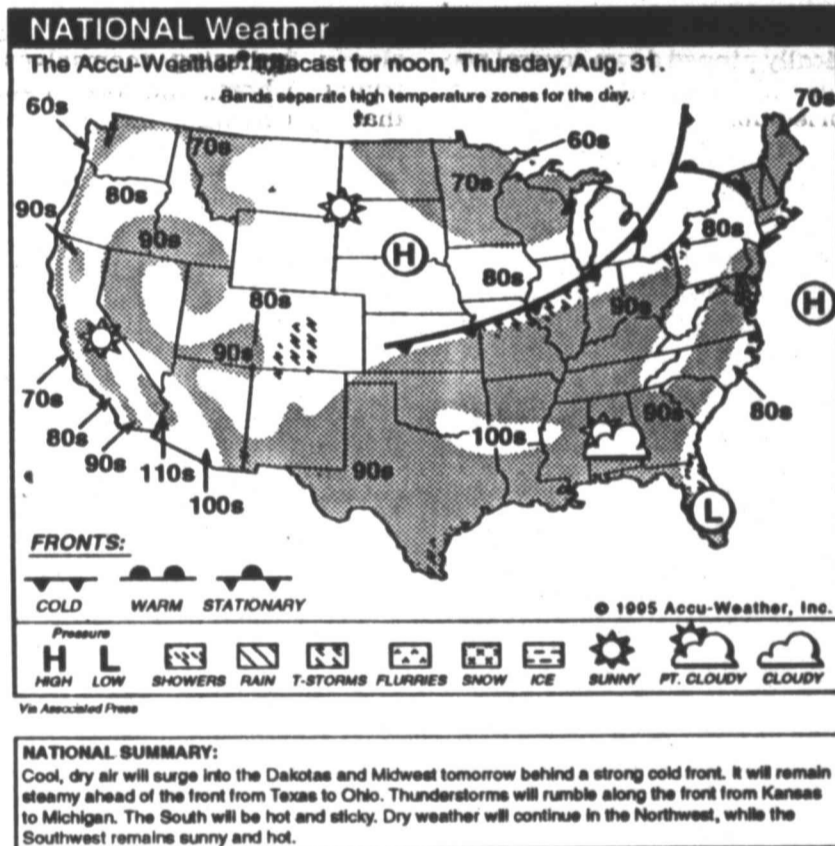 NATIONAL Weather
The Accu-Weather® forecast for noon, Thursday, Aug. 31.
Bands separate high temperature zones for the day.
that
60s
70s
60s
70s
70s
80s
90s
90s
80s
H
80s
80s
90s
H
90s
70s
80s
90s
110s
100s
90s
100s
90s
80s
L
FRONTS:
COLD WARM STATIONARY
© 1995 Accu-Weather, Inc.
Pressure
H L
HIGH LOW SHOWERS RAIN T-STORMS FLURRIES SNOW ICE SUNNY PT. CLOUDY CLOUDY
Via Associated Press
NATIONAL SUMMARY:
Cool, dry air will surge into the Dakotas and Midwest tomorrow behind a strong cold front. It will remain
steamy ahead of the front from Texas to Ohio. Thunderstorms will rumble along the front from Kansas
to Michigan. The South will be hot and sticky. Dry weather will continue in the Northwest, while the
Southwest remains sunny and hot.